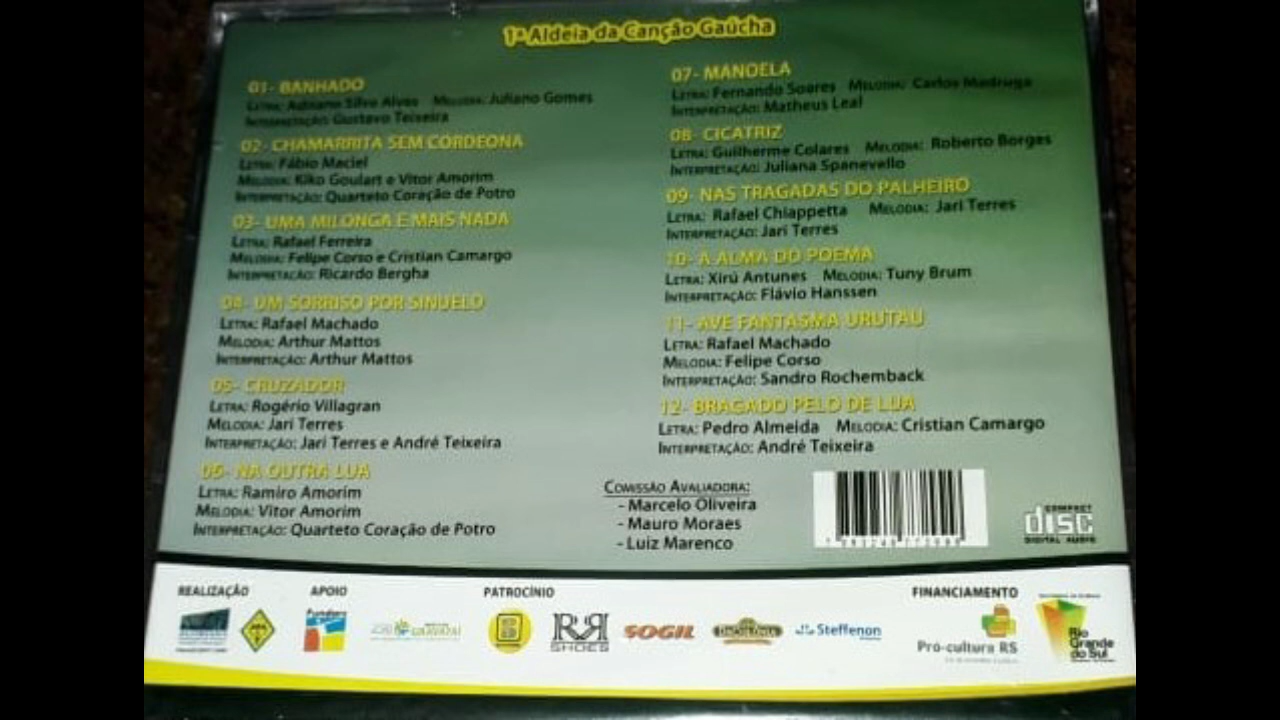 1ª Aldeia da Canção Gaúcha
01- BANHADO
LETRA: Adriano Silva Alves MELODIA: Juliano Gomes
INTERPRETAÇÃO: Gustavo Teixeira
02- CHAMARRITA SEM CORDEONA
LETRA: Fábio Maciel
MELODIA: Kiko Goulart e Vitor Amorim
INTERPRETAÇÃO: Quarteto Coração de Potro
03- UMA MILONGA E MAIS NADA
LETRA: Rafael Ferreira
MELODIA: Felipe Corso e Cristian Camargo
INTERPRETAÇÃO: Ricardo Bergha
04- UM SORRISO POR SINUELO
LETRA: Rafael Machado
MELODIA: Arthur Mattos
INTERPRETAÇÃO: Arthur Mattos
05- CRUZADOR
LETRA: Rogério Villagran
MELODIA: Jari Terres
INTERPRETAÇÃO: Jari Terres e André Teixeira
06- NA OUTRA LUA
LETRA: Ramiro Amorim
MELODIA: Vitor Amorim
INTERPRETAÇÃO: Quarteto Coração de Potro
07- MANOELA
LETRA: Fernando Soares MELODIA: Carlos Madruga
INTERPRETAÇÃO: Matheus Leal
08- CICATRIZ
LETRA: Guilherme Colares MELODIA: Roberto Borges
INTERPRETAÇÃO: Juliana Spanevello
09- NAS TRAGADAS DO PALHEIRO
LETRA: Rafael Chiappetta MELODIA: Jari Terres
INTERPRETAÇÃO: Jari Terres
10- A ALMA DO POEMA
LETRA: Xirú Antunes MELODIA: Tuny Brum
INTERPRETAÇÃO: Flávio Hanssen
11- AVE FANTASMA URUTAU
LETRA: Rafael Machado
MELODIA: Felipe Corso
INTERPRETAÇÃO: Sandro Rochemback
12- BRAGADO PELO DE LUA
LETRA: Pedro Almeida MELODIA: Cristian Camargo
INTERPRETAÇÃO: André Teixeira
COMISSÃO AVALIADORA:
- Marcelo Oliveira
- Mauro Moraes
- Luiz Marenco
COMPACT
disc
DIGITAL AUDIO
REALIZAÇÃO
APOIO
PATROCÍNIO
FINANCIAMENTO
RR
SHOES
SOGIL
Steffenon
Pró-cultura RS
Rio
Grande
do Sul